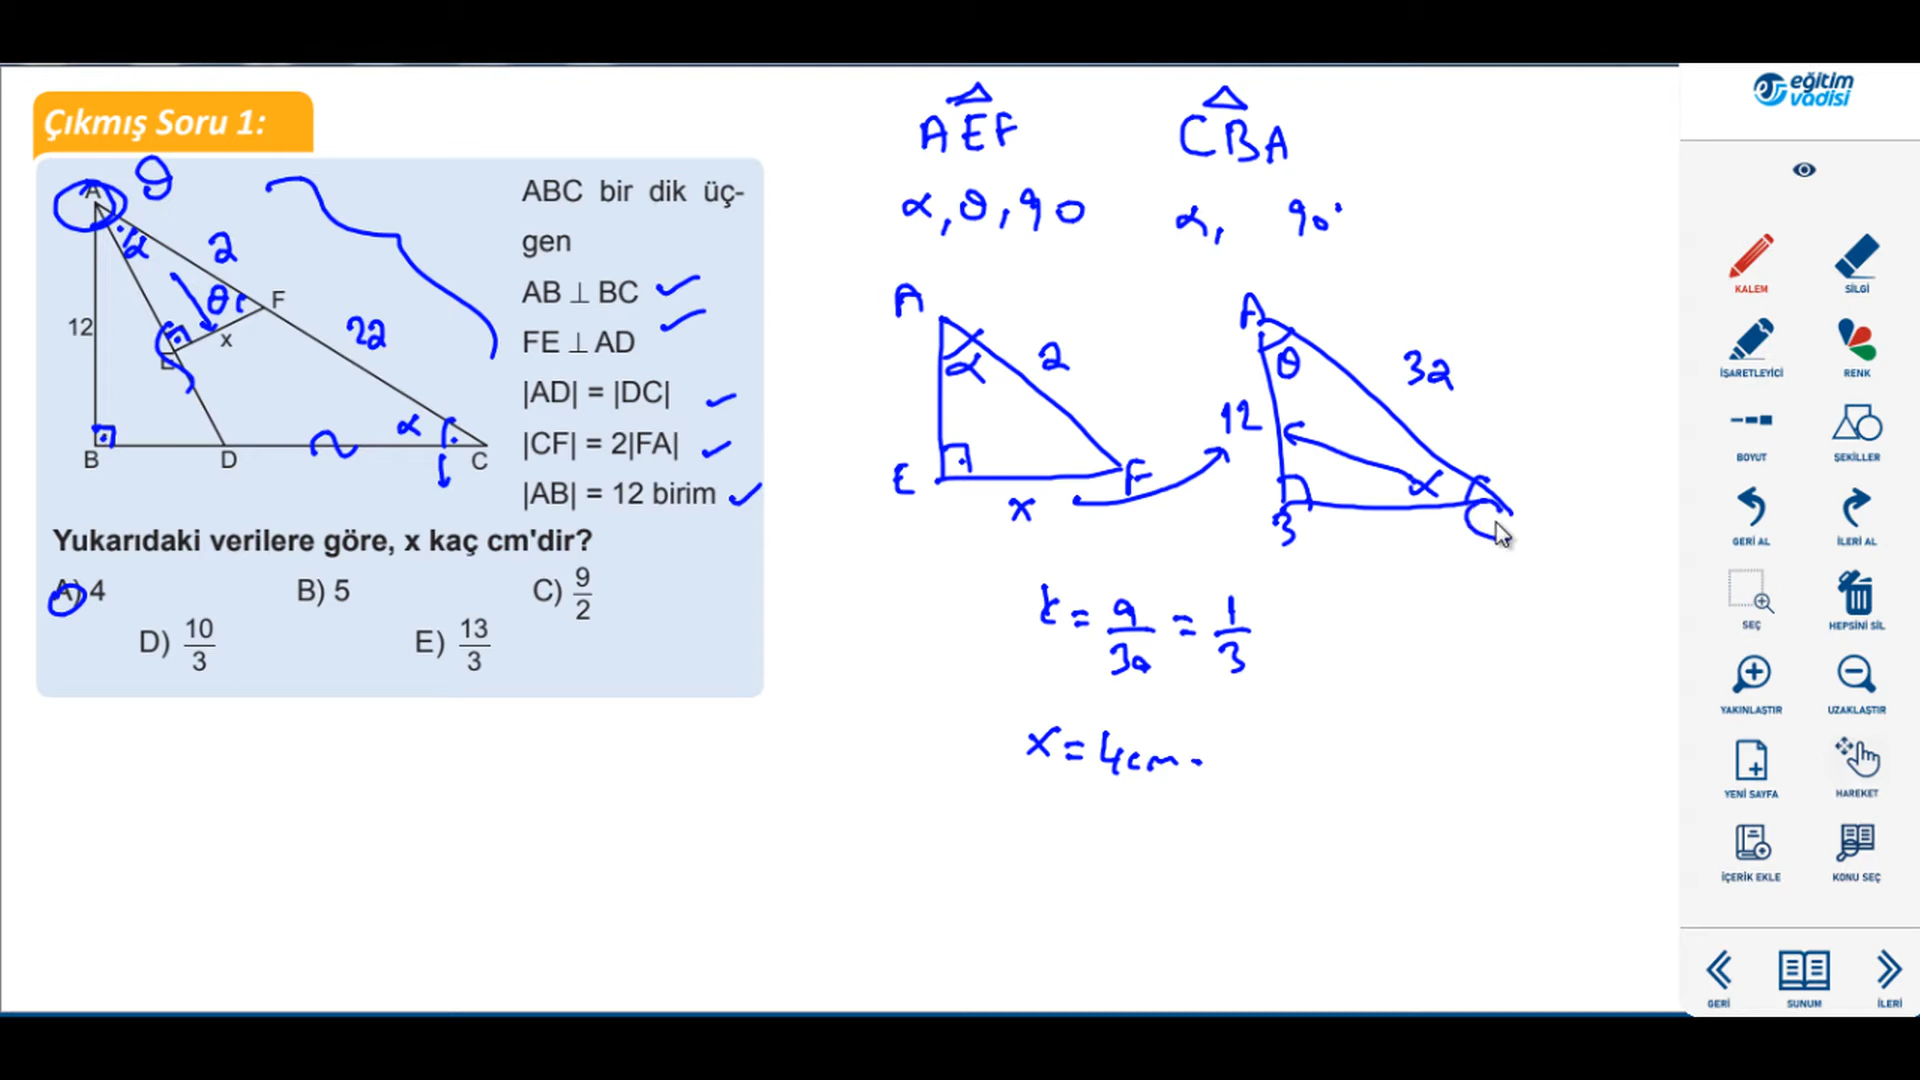 Çıkmış Soru 1:
ABC bir dik üç-
gen
AB ⊥ BC
FE ⊥ AD
|AD| = |DC|
|CF| = 2|FA|
|AB| = 12 birim
A
θ
α
2
θ
F
12
E
x
22
α
B
D
C
Yukarıdaki verilere göre, x kaç cm'dir?
A) 4
B) 5
C) 9/2
D) 10/3
E) 13/3
AEF
CBA
α, θ, 90
α, 90°
A
α
2
E
F
x
A
θ
32
12
α
B
C
k = a/3a = 1/3
x = 4cm.
eğitim
vadisi
KALEM
SİLGİ
İŞARETLEYİCİ
RENK
BOYUT
ŞEKİLLER
GERİ AL
İLERİ AL
SEÇ
HEPSİNİ SİL
YAKINLAŞTIR
UZAKLAŞTIR
YENİ SAYFA
HAREKET
İÇERİK EKLE
KONU SEÇ
GERİ
SUNUM
İLERİ